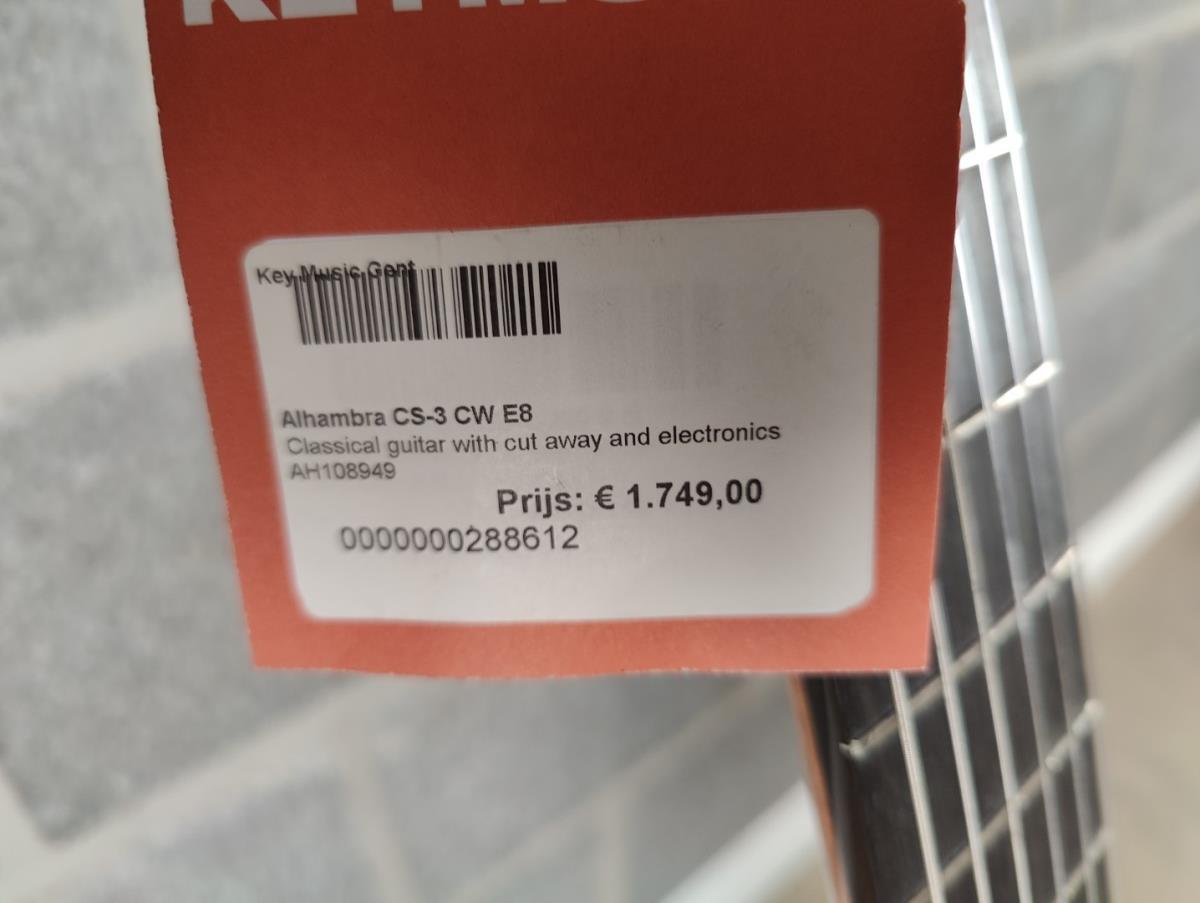 Key Music Gent
Alhambra CS-3 CW E8
Classical guitar with cut away and electronics
AH108949
Prijs: € 1.749,00
0000000288612